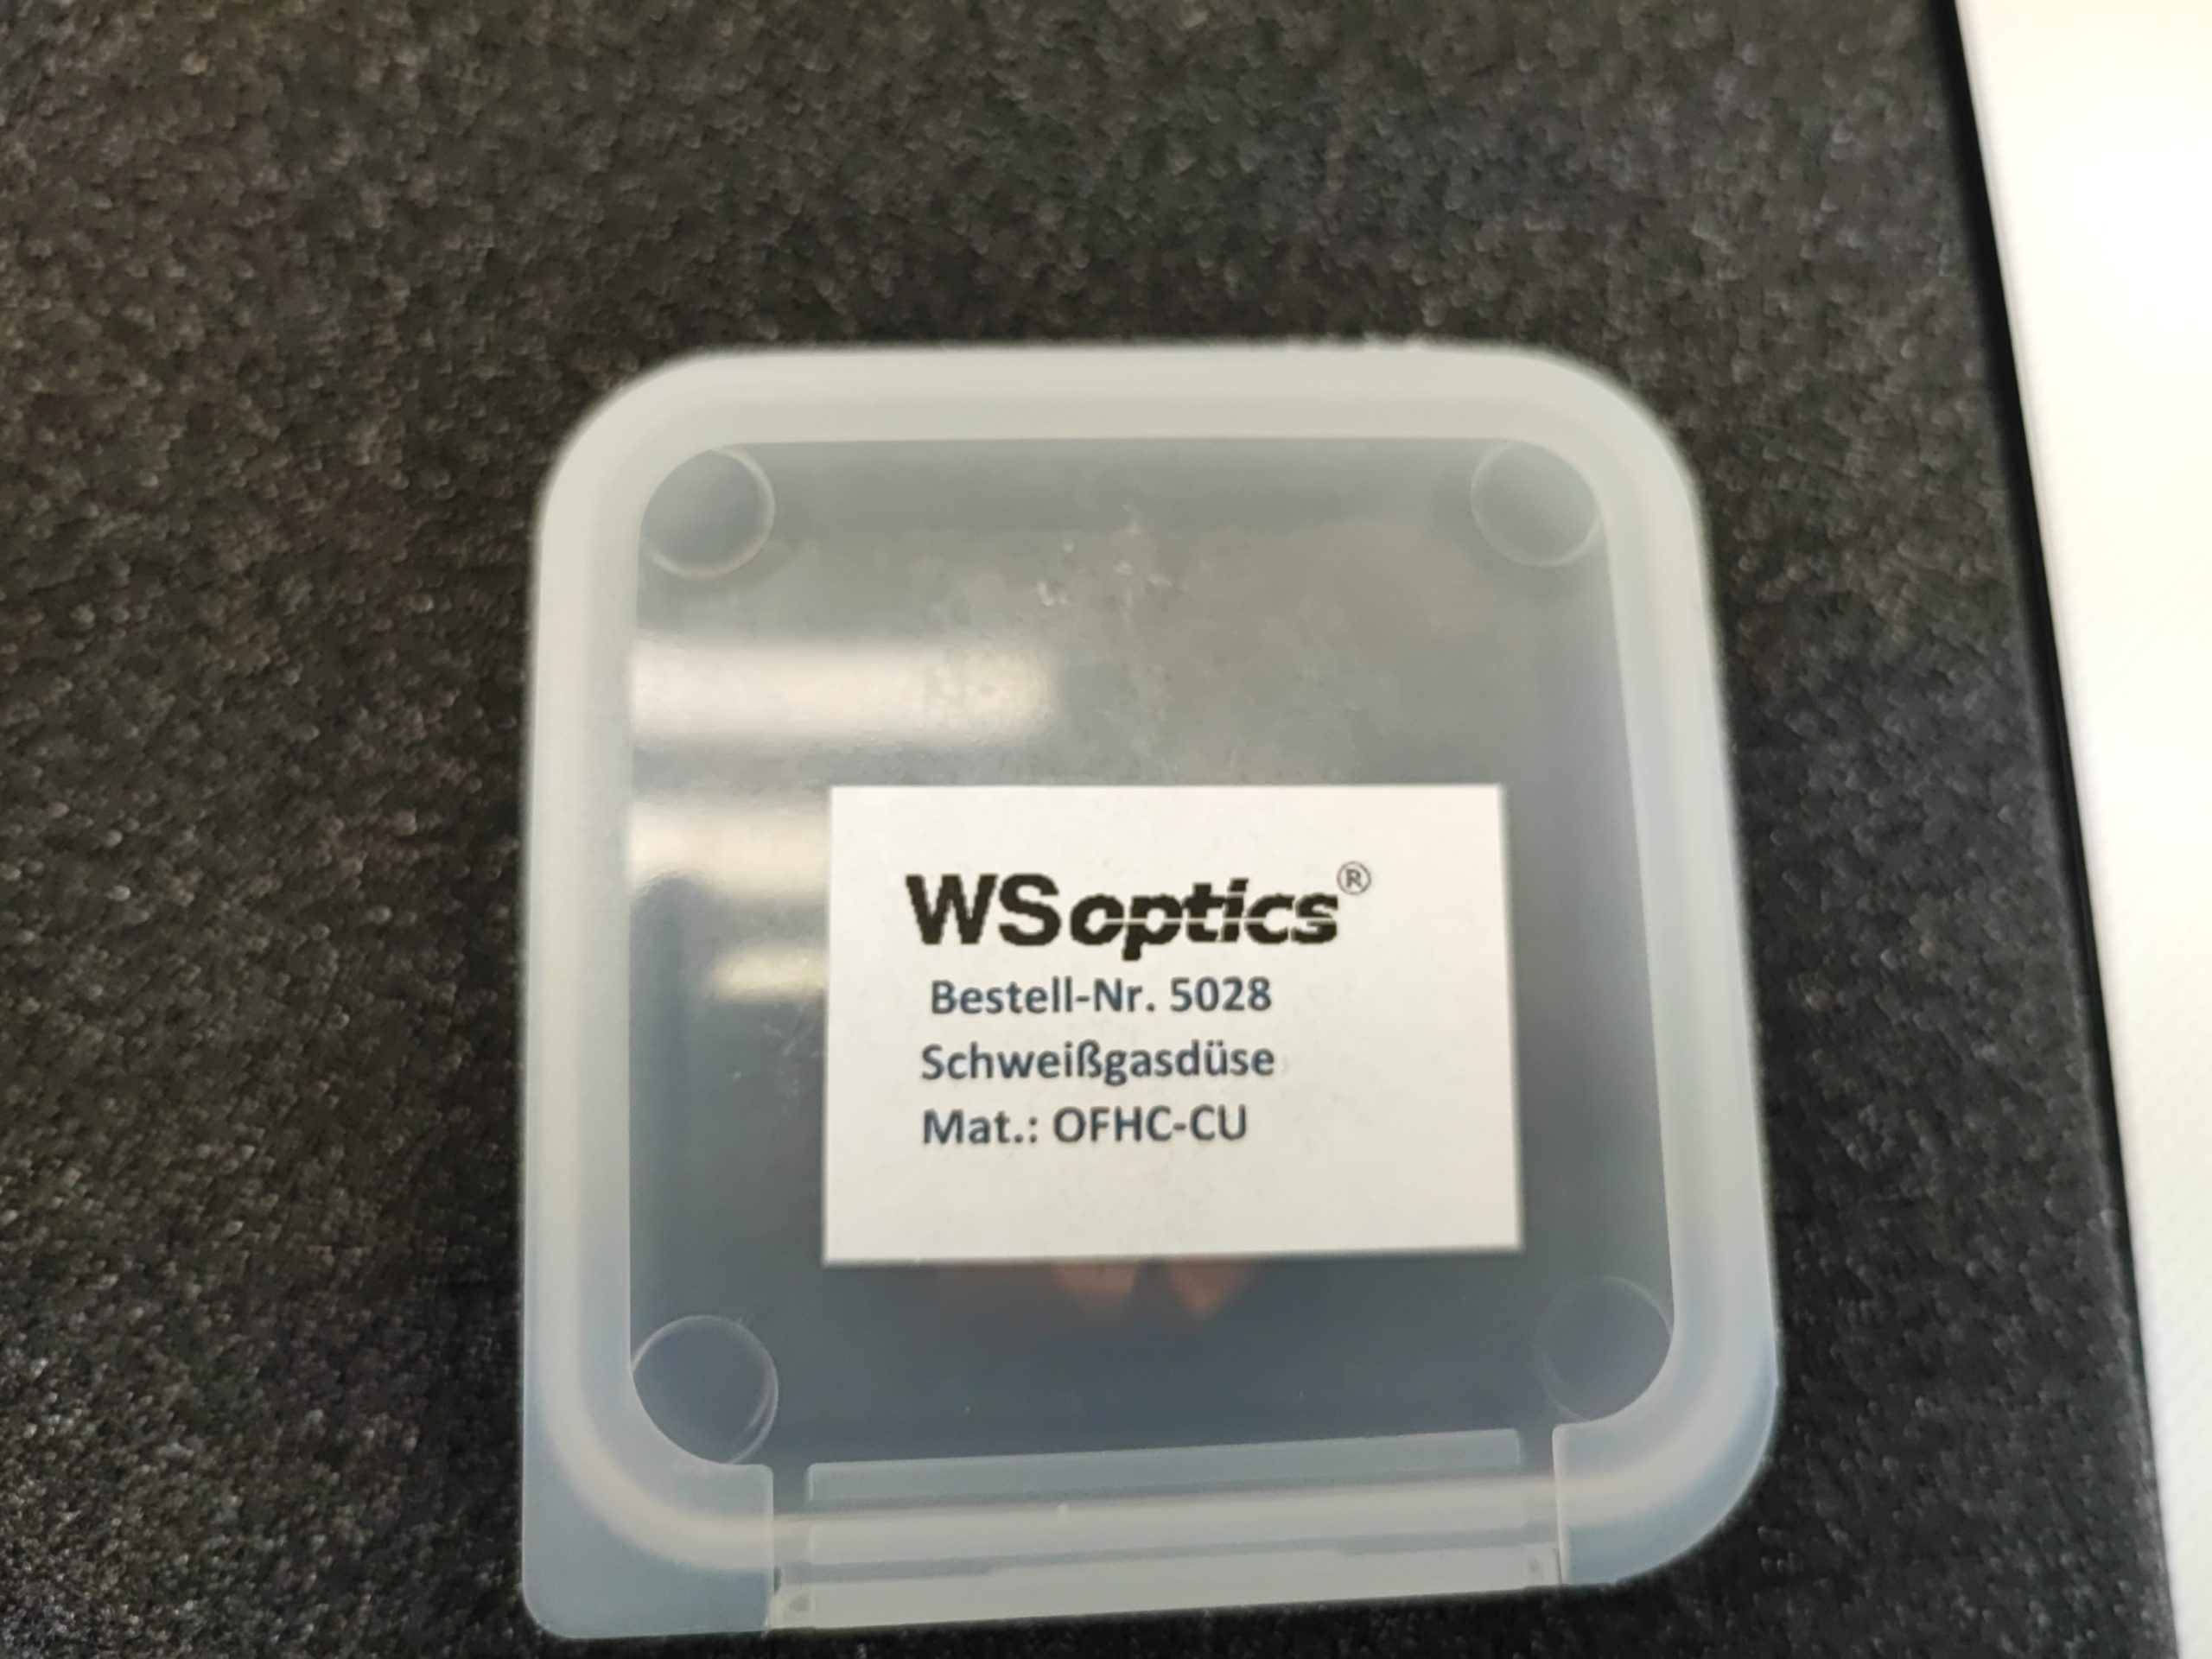 WSoptics®
Bestell-Nr. 5028
Schweißgasdüse
Mat.: OFHC-CU